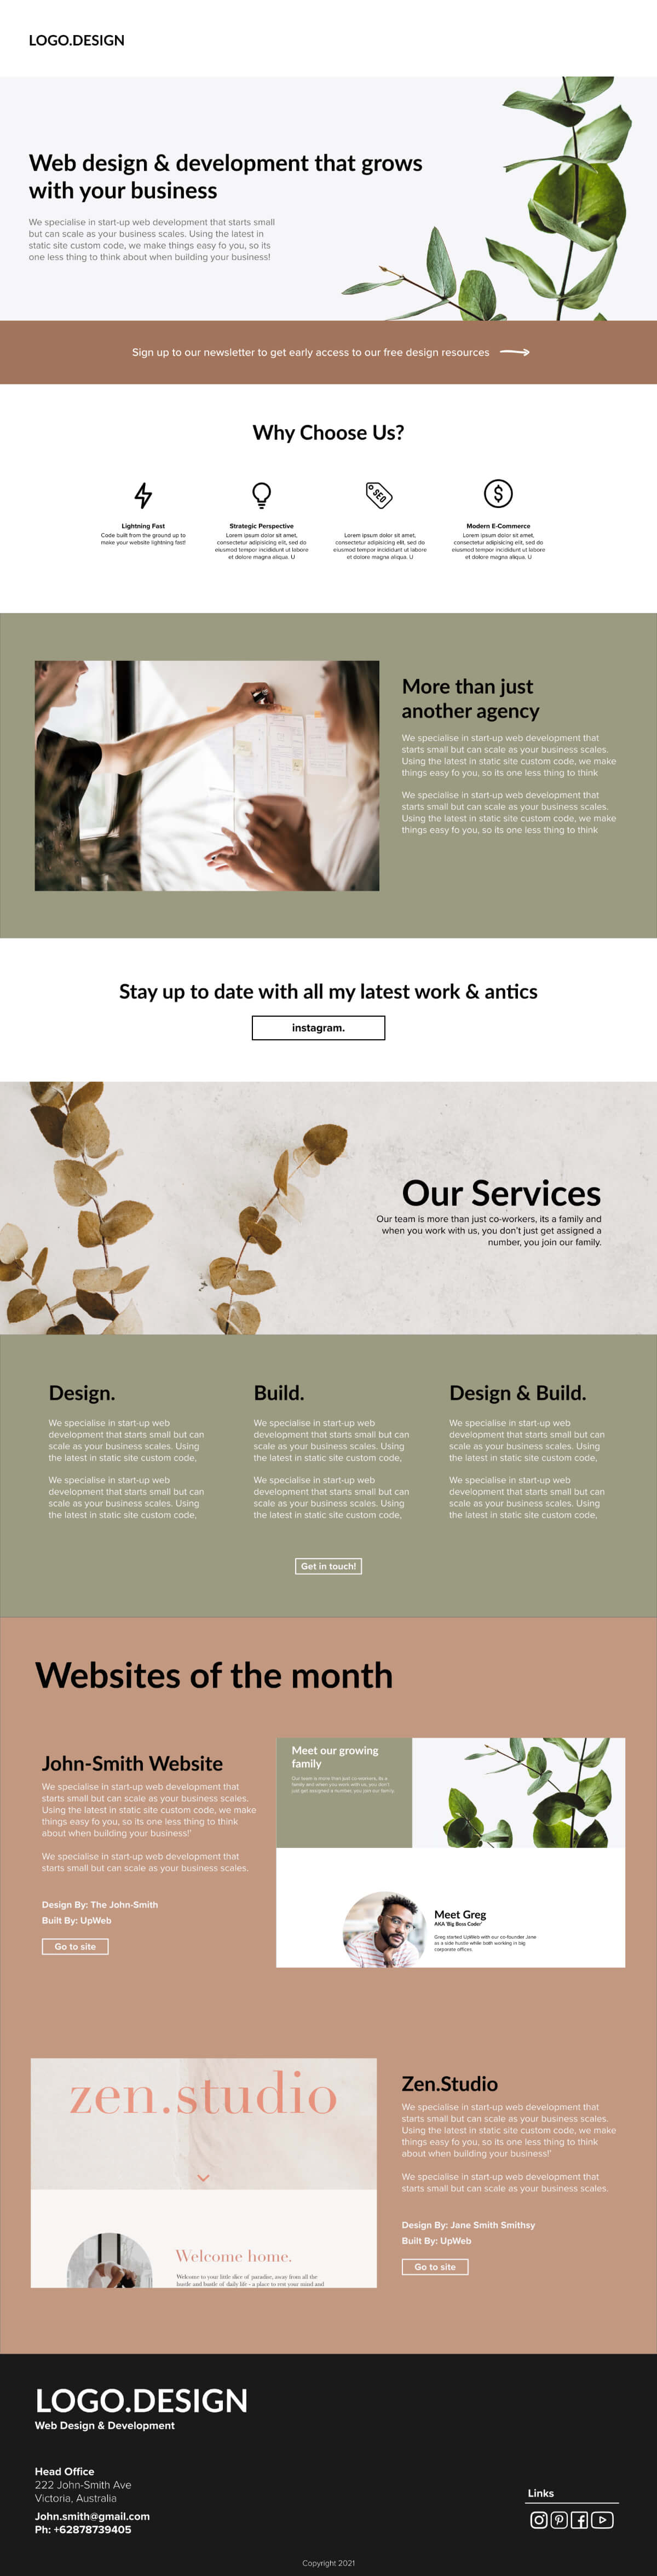 LOGO.DESIGN
Web design & development that grows
with your business
We specialise in start-up web development that starts small
but can scale as your business scales. Using the latest in
static site custom code, we make things easy fo you, so its
one less thing to think about when building your business!
Sign up to our newsletter to get early access to our free design resources
Why Choose Us?
SEO
$
Lightning Fast
Code built from the ground up to
make your website lightning fast!
Strategic Perspective
Lorem ipsum dolor sit amet,
consectetur adipisicing elit, sed do
eiusmod tempor incididunt ut labore
et dolore magna aliqua. U
Lorem ipsum dolor sit amet,
consectetur adipisicing elit, sed do
eiusmod tempor incididunt ut labore
et dolore magna aliqua. U
Modern E-Commerce
Lorem ipsum dolor sit amet,
consectetur adipisicing elit, sed do
eiusmod tempor incididunt ut labore
et dolore magna aliqua. U
More than just
another agency
We specialise in start-up web development that
starts small but can scale as your business scales.
Using the latest in static site custom code, we make
things easy fo you, so its one less thing to think
We specialise in start-up web development that
starts small but can scale as your business scales.
Using the latest in static site custom code, we make
things easy fo you, so its one less thing to think
Stay up to date with all my latest work & antics
instagram.
Our Services
Our team is more than just co-workers, its a family and
when you work with us, you don't just get assigned a
number, you join our family.
Design.
We specialise in start-up web
development that starts small but can
scale as your business scales. Using
the latest in static site custom code,
We specialise in start-up web
development that starts small but can
scale as your business scales. Using
the latest in static site custom code,
Build.
We specialise in start-up web
development that starts small but can
scale as your business scales. Using
the latest in static site custom code,
We specialise in start-up web
development that starts small but can
scale as your business scales. Using
the latest in static site custom code,
Design & Build.
We specialise in start-up web
development that starts small but can
scale as your business scales. Using
the latest in static site custom code,
We specialise in start-up web
development that starts small but can
scale as your business scales. Using
the latest in static site custom code,
Get in touch!
Websites of the month
John-Smith Website
We specialise in start-up web development that
starts small but can scale as your business scales.
Using the latest in static site custom code, we make
things easy fo you, so its one less thing to think
about when building your business!'
We specialise in start-up web development that
starts small but can scale as your business scales.
Design By: The John-Smith
Built By: UpWeb
Go to site
Meet our growing
family
Our team is more than just co-workers, its a
family and when you work with us, you don't
just get assigned a number, you join our family.
Meet Greg
AKA 'Big Boss Coder'
Greg started UpWeb with our co-founder Jane
as a side hustle while both working in big
corporate offices.
zen.studio
Welcome home.
Welcome to your little slice of paradise, away from all the
hustle and bustle of daily life - a place to rest your mind and
Zen.Studio
We specialise in start-up web development that
starts small but can scale as your business scales.
Using the latest in static site custom code, we make
things easy fo you, so its one less thing to think
about when building your business!'
We specialise in start-up web development that
starts small but can scale as your business scales.
Design By: Jane Smith Smithsy
Built By: UpWeb
Go to site
LOGO.DESIGN
Web Design & Development
Head Office
222 John-Smith Ave
Victoria, Australia
John.smith@gmail.com
Ph: +62878739405
Links
Copyright 2021